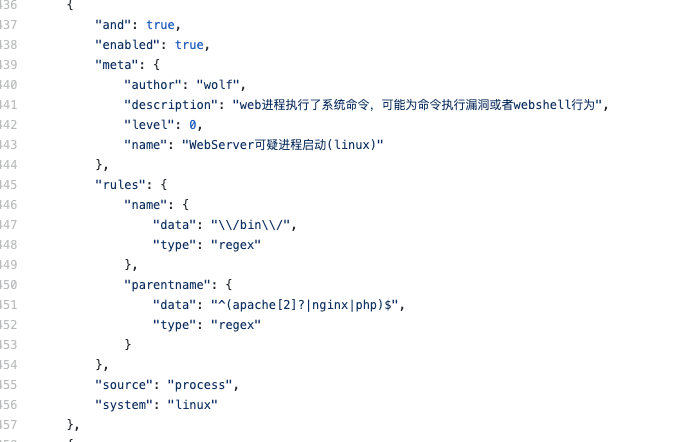 436 {
437 "and": true,
438 "enabled": true,
439 "meta": {
440 "author": "wolf",
441 "description": "web进程执行了系统命令，可能为命令执行漏洞或者webshell行为",
442 "level": 0,
443 "name": "WebServer可疑进程启动(linux)"
444 },
445 "rules": {
446 "name": {
447 "data": "\\/bin\\/",
448 "type": "regex"
449 },
450 "parentname": {
451 "data": "^(apache[2]?|nginx|php)$",
452 "type": "regex"
453 }
454 },
455 "source": "process",
456 "system": "linux"
457 },